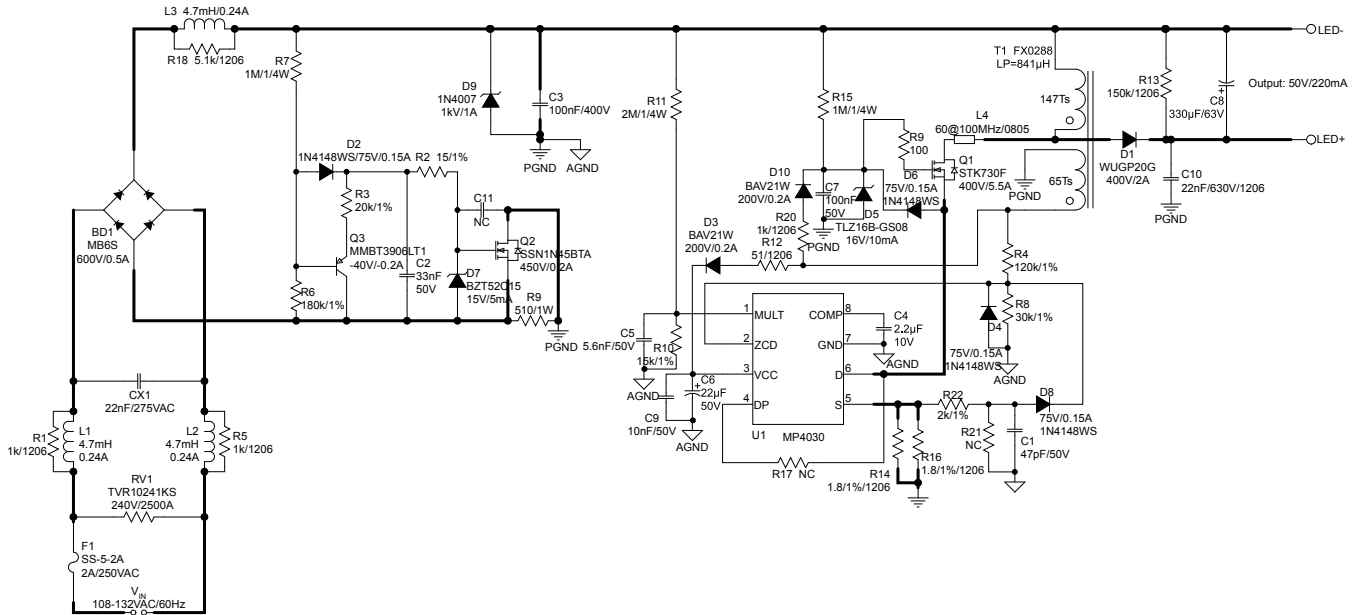 L3 4.7mH/0.24A
R18 5.1k/1206
R7
1M/1/4W
D9
1N4007
1kV/1A
C3
100nF/400V
PGND
AGND
R11
2M/1/4W
R15
1M/1/4W
T1 FX0288
LP=841µH
147Ts
65Ts
PGND
R13
150k/1206
C8
330µF/63V
+
LED-
Output: 50V/220mA
LED+
L4
60@100MHz/0805
R9
100
Q1
STK730F
400V/5.5A
D1
WUGP20G
400V/2A
C10
22nF/630V/1206
PGND
D2
1N4148WS/75V/0.15A
R2 15/1%
R3
20k/1%
Q3
MMBT3906LT1
-40V/-0.2A
C2
33nF
50V
C11
NC
Q2
SSN1N45BTA
450V/0.2A
D7
BZT52C15
15V/5mA
R9
510/1W
PGND
R6
180k/1%
BD1
MB6S
600V/0.5A
D10
BAV21W
200V/0.2A
C7
100nF
50V
D5
TLZ16B-GS08
16V/10mA
PGND
D6
75V/0.15A
1N4148WS
R20
1k/1206
R12
51/1206
D3
BAV21W
200V/0.2A
R4
120k/1%
R8
30k/1%
D4
75V/0.15A
1N4148WS
AGND
C5
5.6nF/50V
R10
15k/1%
AGND
C6
22µF
50V
+
C9
10nF/50V
AGND
1 MULT
2 ZCD
3 VCC
4 DP
COMP 8
GND 7
D 6
S 5
U1 MP4030
C4
2.2µF
10V
AGND
R17 NC
R14
1.8/1%/1206
R16
1.8/1%/1206
R22
2k/1%
R21
NC
C1
47pF/50V
D8
75V/0.15A
1N4148WS
CX1
22nF/275VAC
R1
1k/1206
L1
4.7mH
0.24A
L2
4.7mH
0.24A
R5
1k/1206
RV1
TVR10241KS
240V/2500A
F1
SS-5-2A
2A/250VAC
VIN
108-132VAC/60Hz